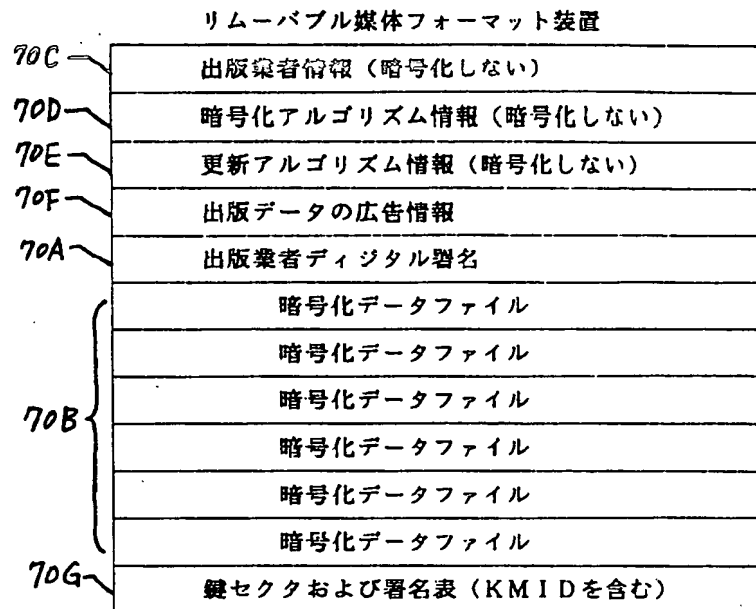 リムーバブル媒体フォーマット装置
70C 出版業者情報（暗号化しない）
70D 暗号化アルゴリズム情報（暗号化しない）
70E 更新アルゴリズム情報（暗号化しない）
70F 出版データの広告情報
70A 出版業者ディジタル署名
暗号化データファイル
暗号化データファイル
暗号化データファイル
70B 暗号化データファイル
暗号化データファイル
暗号化データファイル
70G 鍵セクタおよび署名表（ＫＭＩＤを含む）